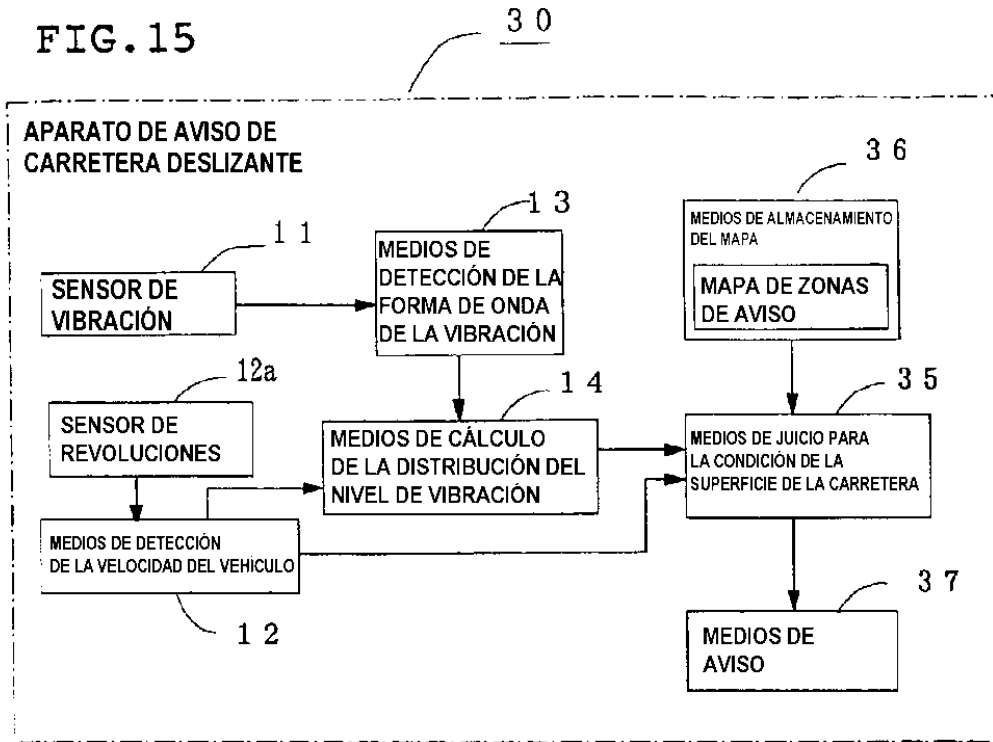 FIG.15
30
APARATO DE AVISO DE
CARRETERA DESLIZANTE
36
MEDIOS DE ALMACENAMIENTO
DEL MAPA
MAPA DE ZONAS
DE AVISO
13
MEDIOS DE
DETECCIÓN DE LA
FORMA DE ONDA
DE LA VIBRACIÓN
11
SENSOR DE
VIBRACIÓN
12a
SENSOR DE
REVOLUCIONES
14
MEDIOS DE CÁLCULO
DE LA DISTRIBUCIÓN DEL
NIVEL DE VIBRACIÓN
35
MEDIOS DE JUICIO PARA
LA CONDICIÓN DE LA
SUPERFICIE DE LA CARRETERA
MEDIOS DE DETECCIÓN
DE LA VELOCIDAD DEL VEHÍCULO
12
37
MEDIOS DE
AVISO